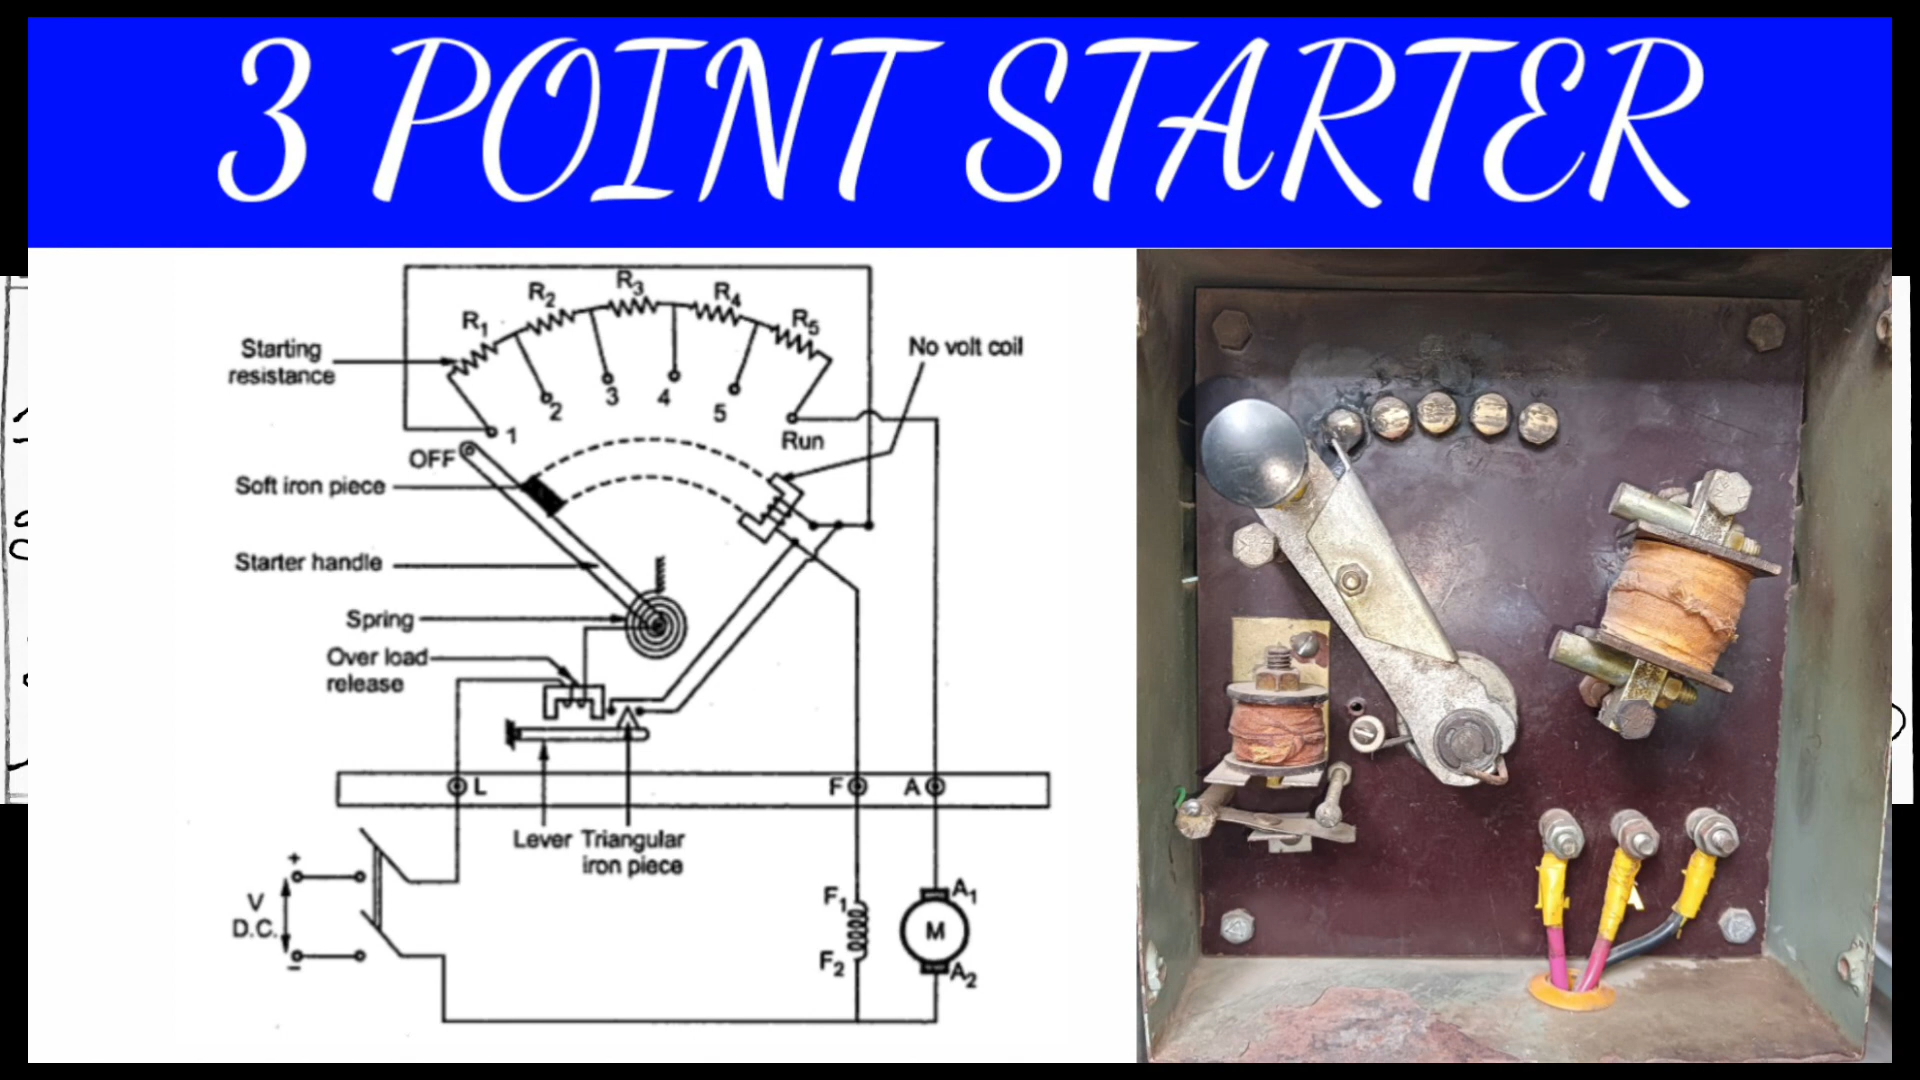 3 POINT STARTER
R1
R2
R3
R4
R5
Starting
resistance
No volt coil
1
2
3
4
5
Run
OFF
Soft iron piece
Starter handle
Spring
Over load
release
L
F
A
Lever
Triangular
iron piece
+
V
D.C.
−
F1
F2
A1
M
A2
A